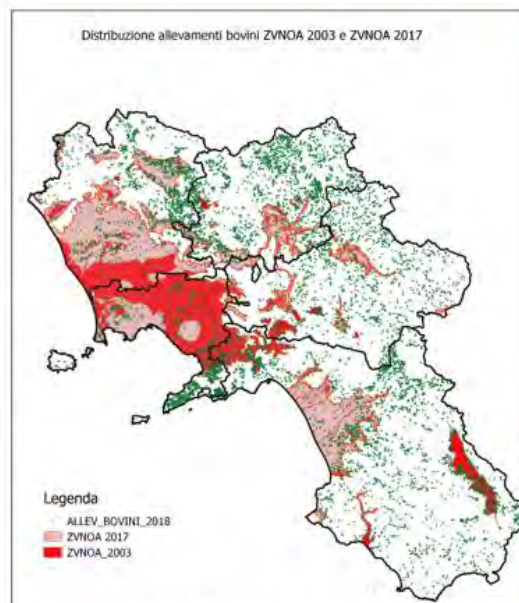 Distribuzione allevamenti bovini ZVNOA 2003 e ZVNOA 2017
Legenda
ALLEV_BOVINI_2018
ZVNOA 2017
ZVNOA_2003